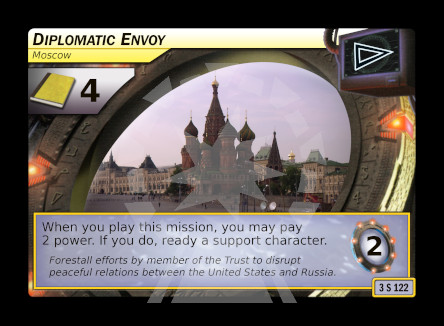 DIPLOMATIC ENVOY
Moscow
4
When you play this mission, you may pay
2 power. If you do, ready a support character.
Forestall efforts by member of the Trust to disrupt
peaceful relations between the United States and Russia.
2
3 S 122